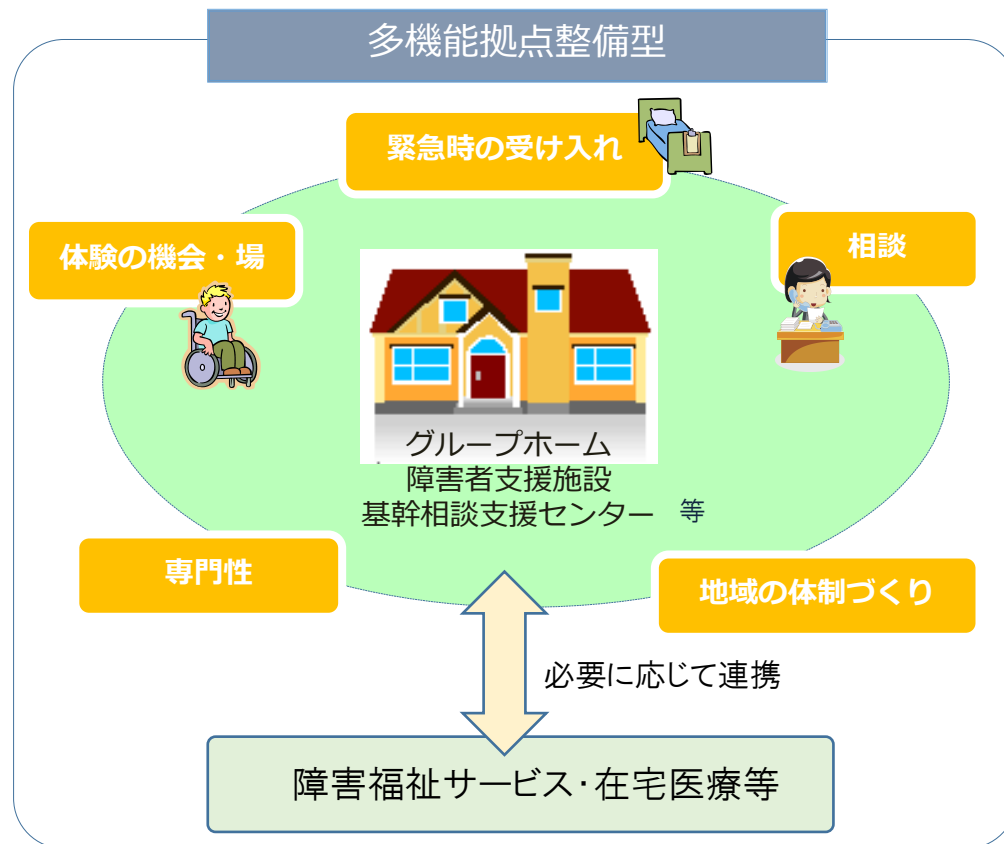 多機能拠点整備型
緊急時の受け入れ
体験の機会・場
相談
グループホーム
障害者支援施設
基幹相談支援センター 等
専門性
地域の体制づくり
必要に応じて連携
障害福祉サービス・在宅医療等